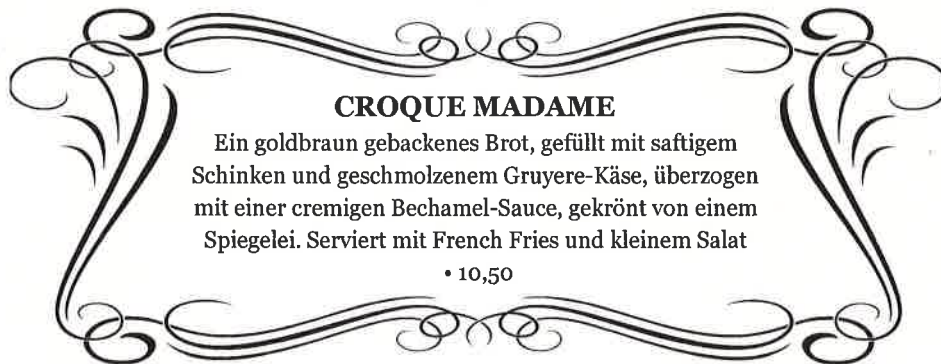 CROQUE MADAME
Ein goldbraun gebackenes Brot, gefüllt mit saftigem
Schinken und geschmolzenem Gruyere-Käse, überzogen
mit einer cremigen Bechamel-Sauce, gekrönt von einem
Spiegelei. Serviert mit French Fries und kleinem Salat
• 10,50